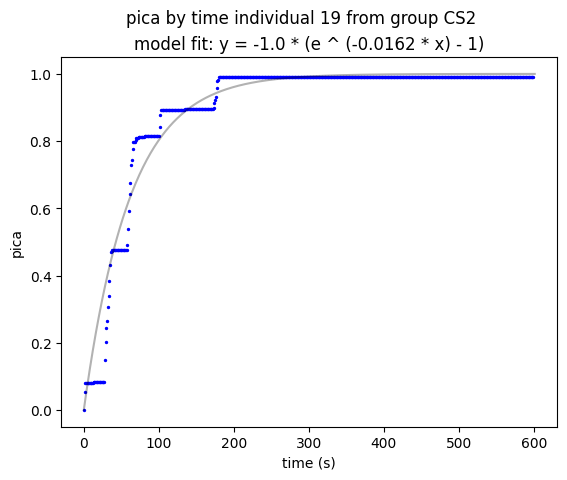 pica by time individual 19 from group CS2
model fit: y = -1.0 * (e ^ (-0.0162 * x) - 1)
1.0
0.8
0.6
0.4
0.2
0.0
pica
0 100 200 300 400 500 600
time (s)